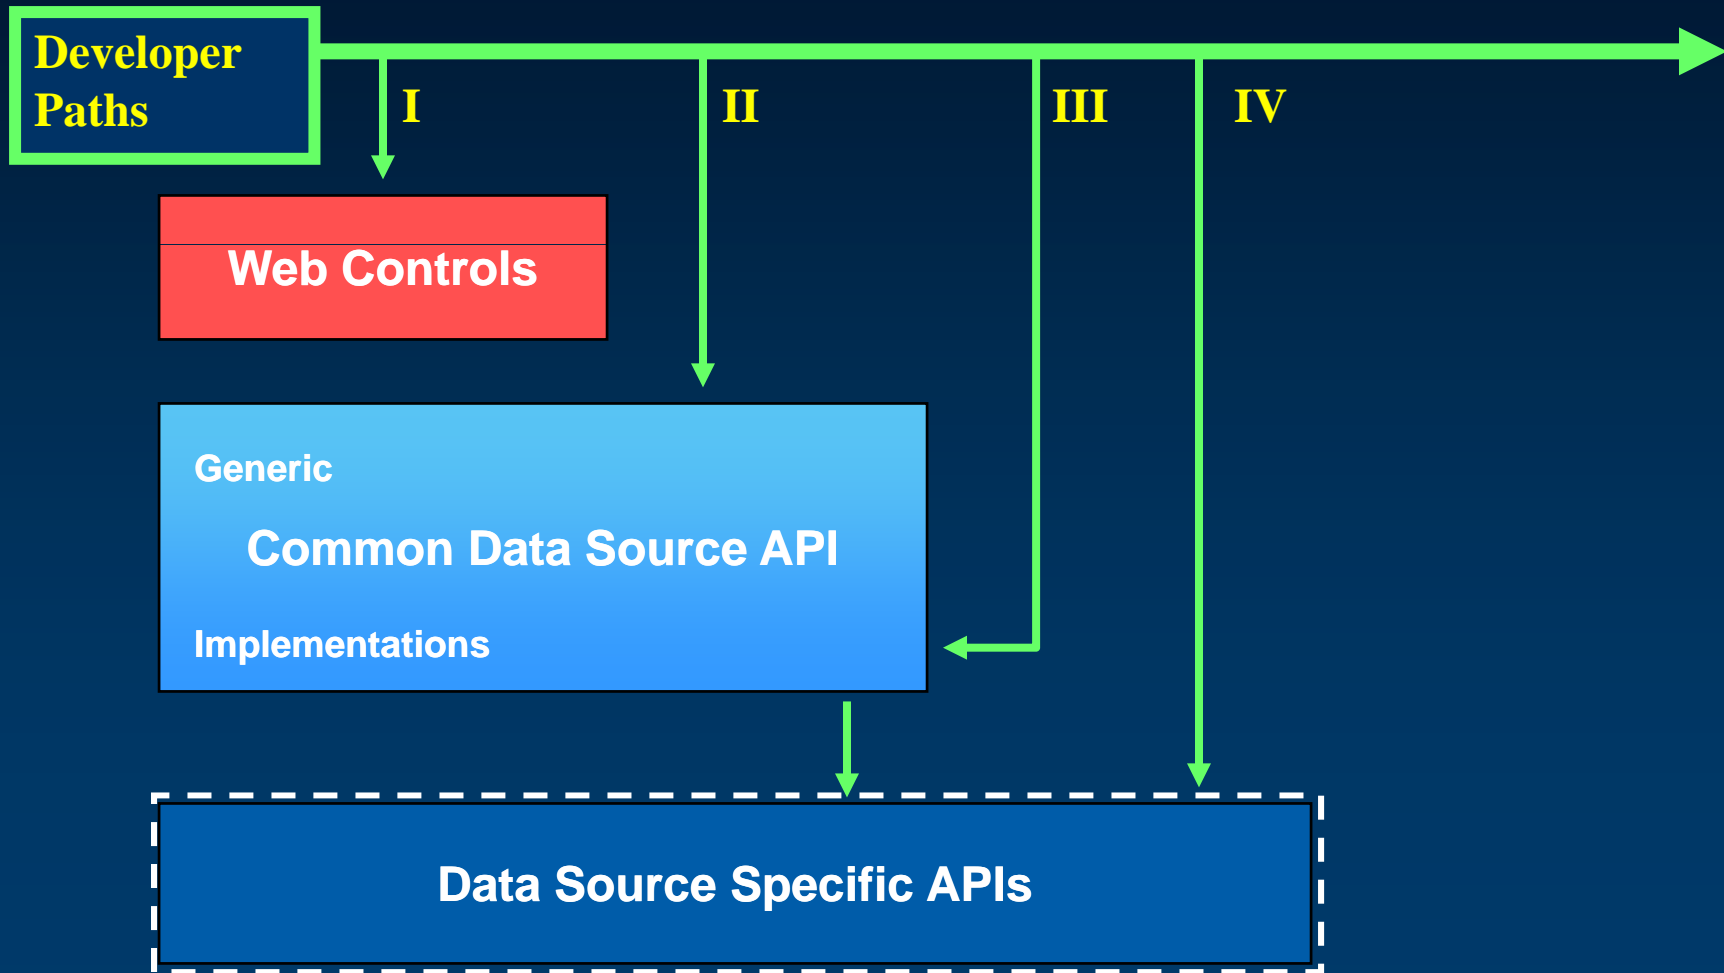 Developer
Paths
I
II
III
IV
Web Controls
Generic
Common Data Source API
Implementations
Data Source Specific APIs